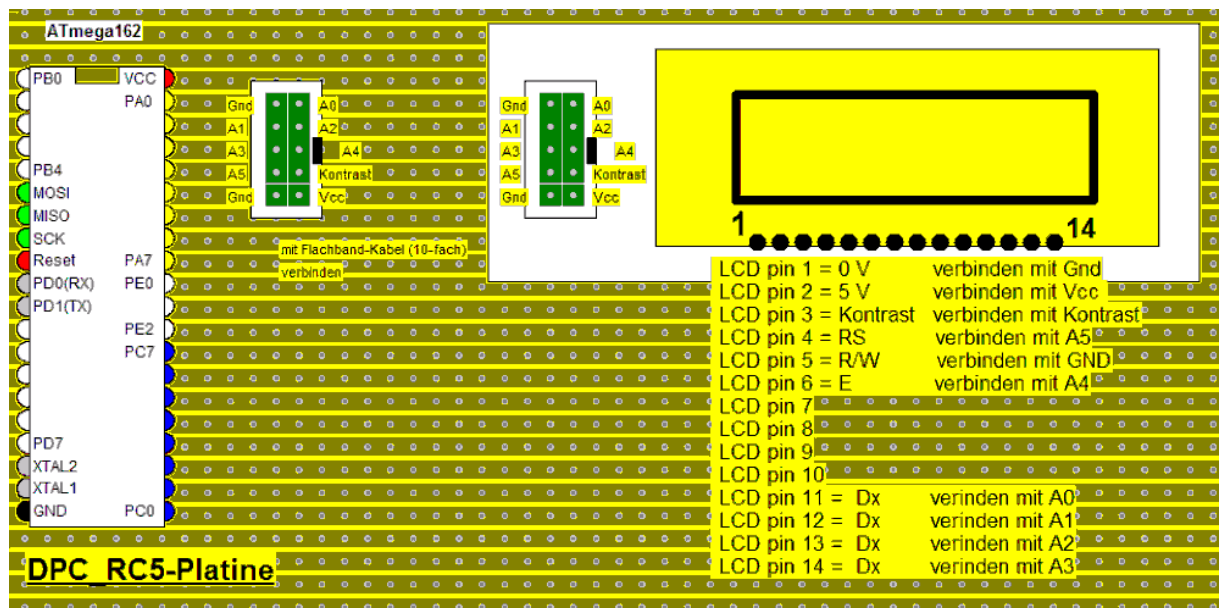 ATmega162
PB0 VCC
PA0
PB4
MOSI
MISO
SCK
Reset PA7
PD0(RX) PE0
PD1(TX)
PE2
PC7
PD7
XTAL2
XTAL1
GND PC0
DPC_RC5-Platine
Gnd A0
A1 A2
A3 A4
A5 Kontrast
Gnd Vcc
mit Flachband-Kabel (10-fach)
verbinden
Gnd A0
A1 A2
A3 A4
A5 Kontrast
Gnd Vcc
1 14
LCD pin 1 = 0 V verbinden mit Gnd
LCD pin 2 = 5 V verbinden mit Vcc
LCD pin 3 = Kontrast verbinden mit Kontrast
LCD pin 4 = RS verbinden mit A5
LCD pin 5 = R/W verbinden mit GND
LCD pin 6 = E verbinden mit A4
LCD pin 7
LCD pin 8
LCD pin 9
LCD pin 10
LCD pin 11 = Dx verinden mit A0
LCD pin 12 = Dx verinden mit A1
LCD pin 13 = Dx verinden mit A2
LCD pin 14 = Dx verinden mit A3